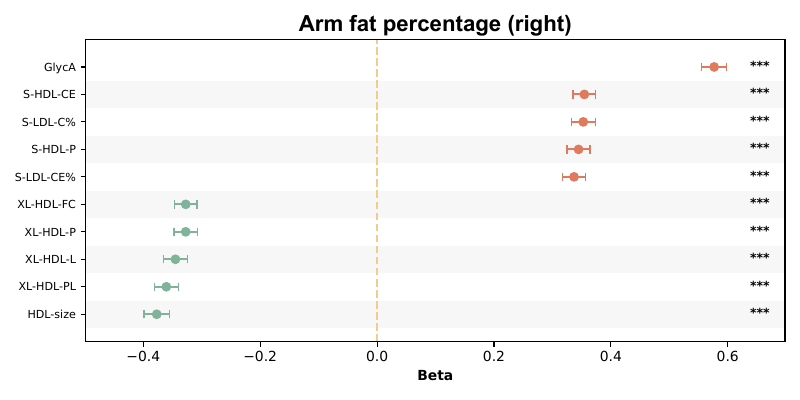 Arm fat percentage (right)
GlycA ***
S-HDL-CE ***
S-LDL-C% ***
S-HDL-P ***
S-LDL-CE% ***
XL-HDL-FC ***
XL-HDL-P ***
XL-HDL-L ***
XL-HDL-PL ***
HDL-size ***
−0.4 −0.2 0.0 0.2 0.4 0.6
Beta